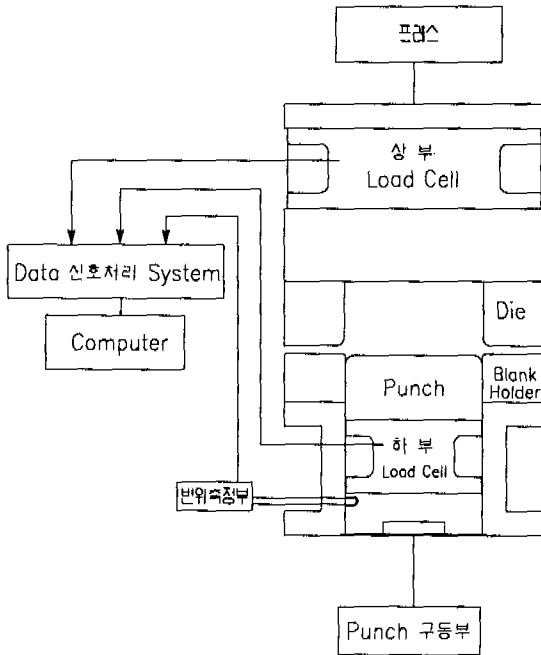 프레스
상 부
Load Cell
Data 신호처리 System
Computer
Die
Punch
Blank
Holder
하 부
Load Cell
변위측정부
Punch 구동부